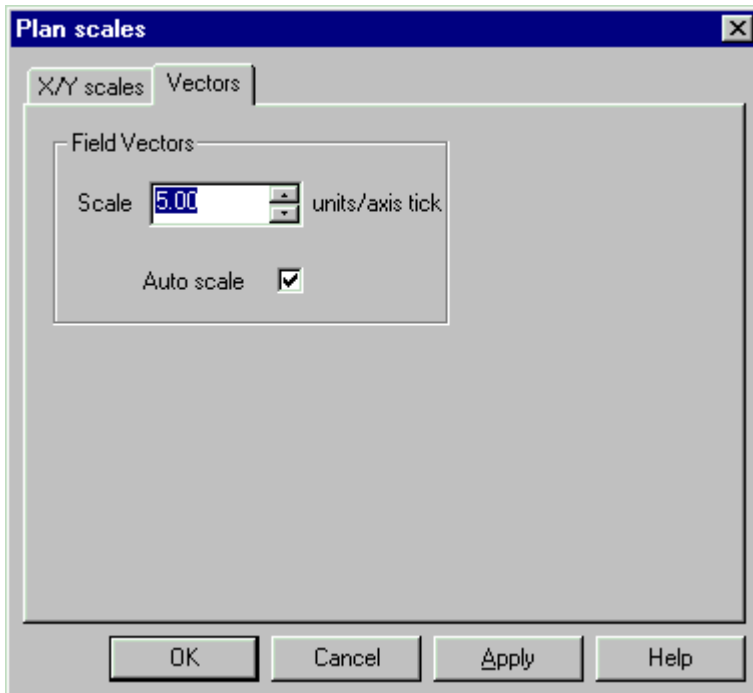 Plan scales
X/Y scales Vectors
Field Vectors
Scale 5.00 units/axis tick
Auto scale
OK Cancel Apply Help